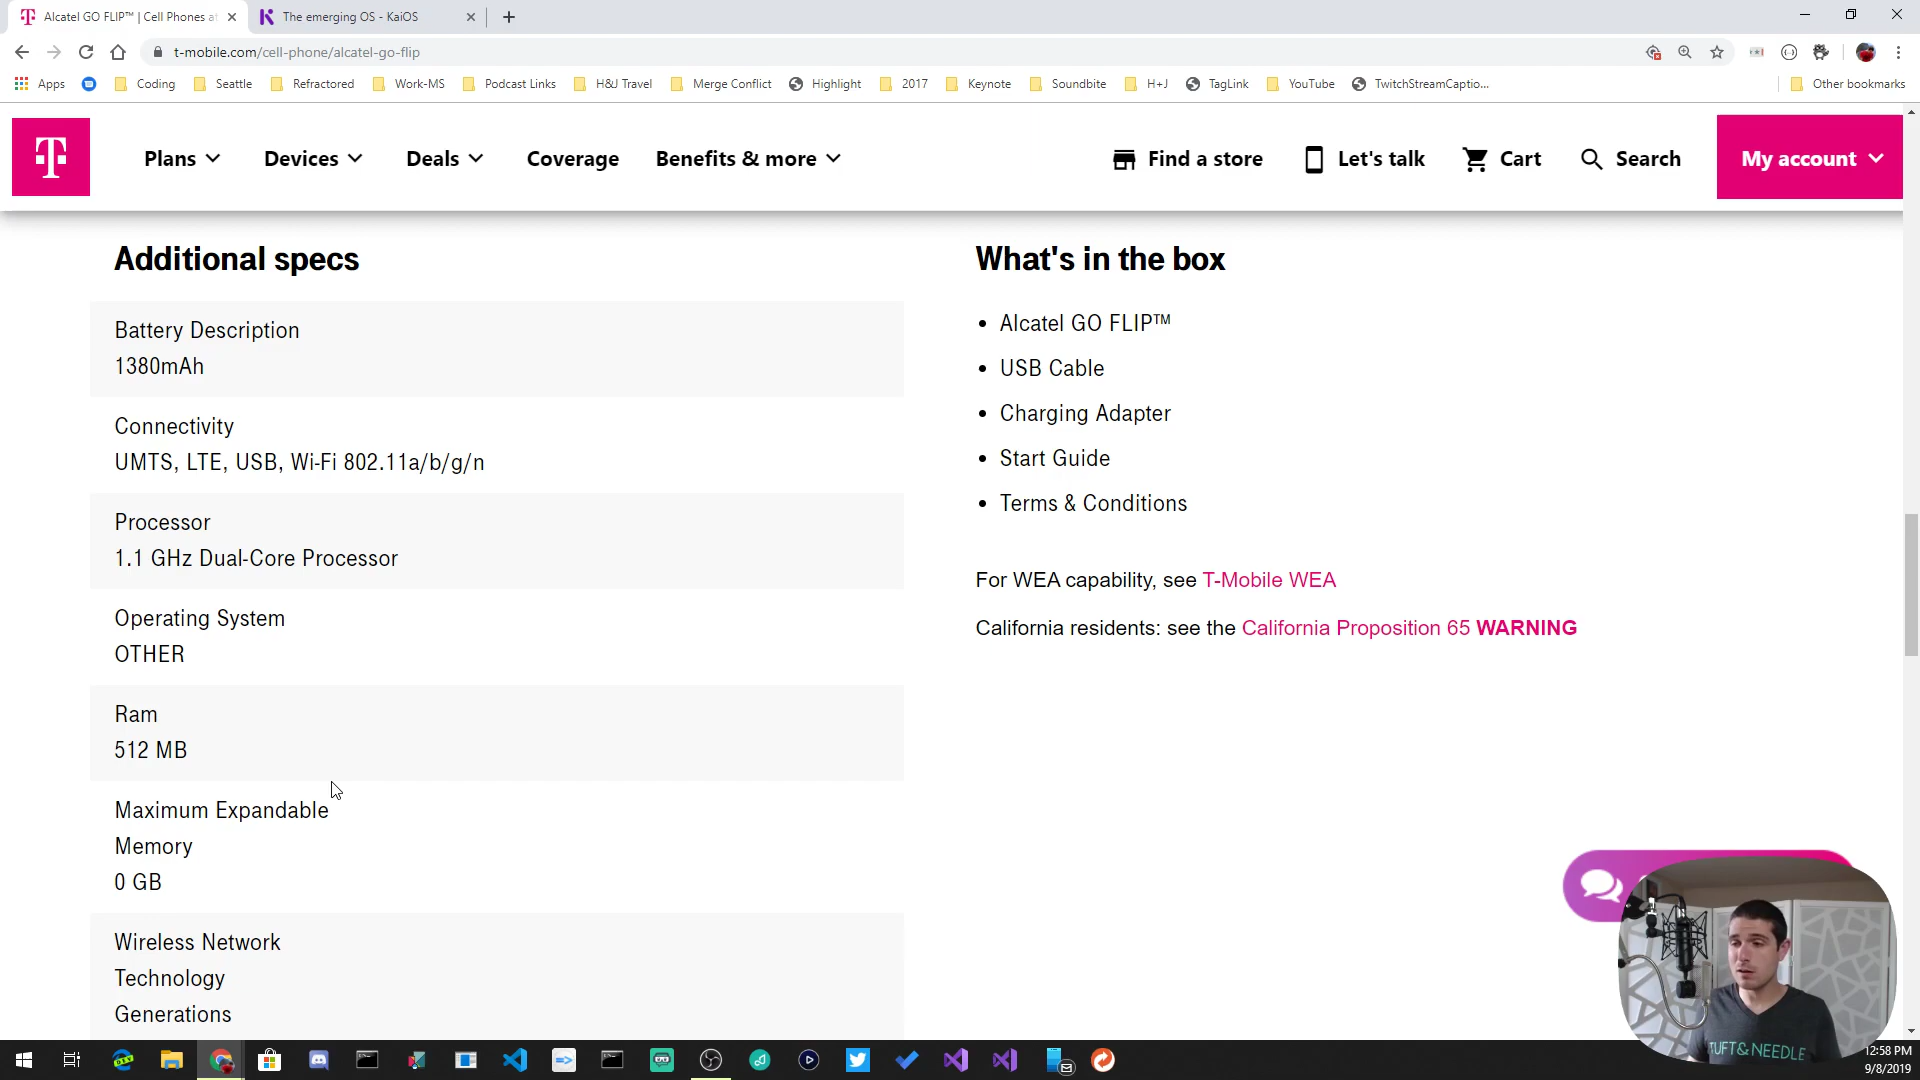 Alcatel GO FLIP™ | Cell Phones at
The emerging OS - KaiOS
t-mobile.com/cell-phone/alcatel-go-flip
Apps
Coding
Seattle
Refractored
Work-MS
Podcast Links
H&J Travel
Merge Conflict
Highlight
2017
Keynote
Soundbite
H+J
TagLink
YouTube
TwitchStreamCaptio...
Other bookmarks
T
Plans
Devices
Deals
Coverage
Benefits & more
Find a store
Let's talk
Cart
Search
My account
Additional specs
Battery Description
1380mAh
Connectivity
UMTS, LTE, USB, Wi-Fi 802.11a/b/g/n
Processor
1.1 GHz Dual-Core Processor
Operating System
OTHER
Ram
512 MB
Maximum Expandable
Memory
0 GB
Wireless Network
Technology
Generations
What's in the box
• Alcatel GO FLIP™
• USB Cable
• Charging Adapter
• Start Guide
• Terms & Conditions
For WEA capability, see T-Mobile WEA
California residents: see the California Proposition 65 WARNING
TUFT&NEEDLE
12:58 PM
9/8/2019